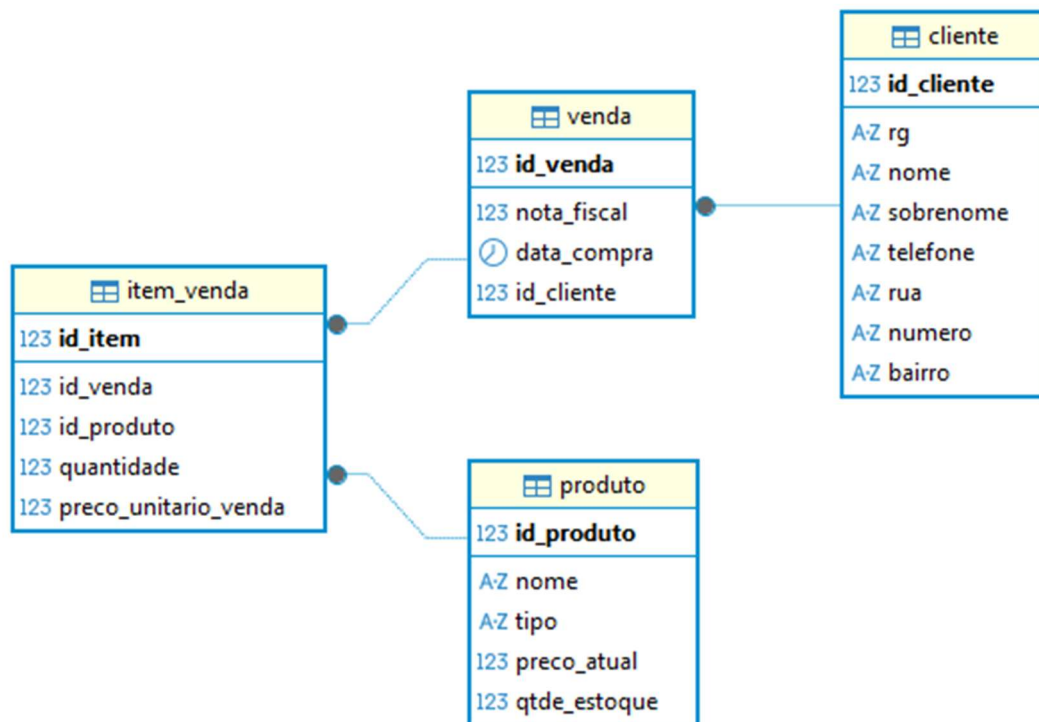 cliente
123 id_cliente
A-Z rg
A-Z nome
A-Z sobrenome
A-Z telefone
A-Z rua
A-Z numero
A-Z bairro
venda
123 id_venda
123 nota_fiscal
data_compra
123 id_cliente
item_venda
123 id_item
123 id_venda
123 id_produto
123 quantidade
123 preco_unitario_venda
produto
123 id_produto
A-Z nome
A-Z tipo
123 preco_atual
123 qtde_estoque